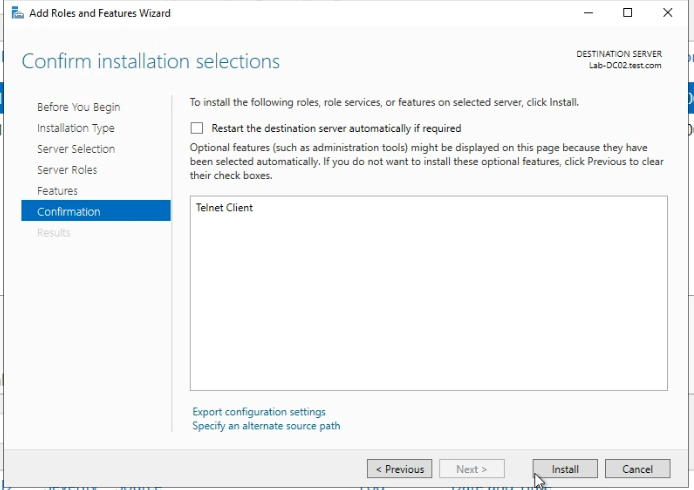 Add Roles and Features Wizard
Confirm installation selections
DESTINATION SERVER
Lab-DC02.test.com
Before You Begin
Installation Type
Server Selection
Server Roles
Features
Confirmation
Results
To install the following roles, role services, or features on selected server, click Install.
Restart the destination server automatically if required
Optional features (such as administration tools) might be displayed on this page because they have
been selected automatically. If you do not want to install these optional features, click Previous to clear
their check boxes.
Telnet Client
Export configuration settings
Specify an alternate source path
< Previous
Next >
Install
Cancel